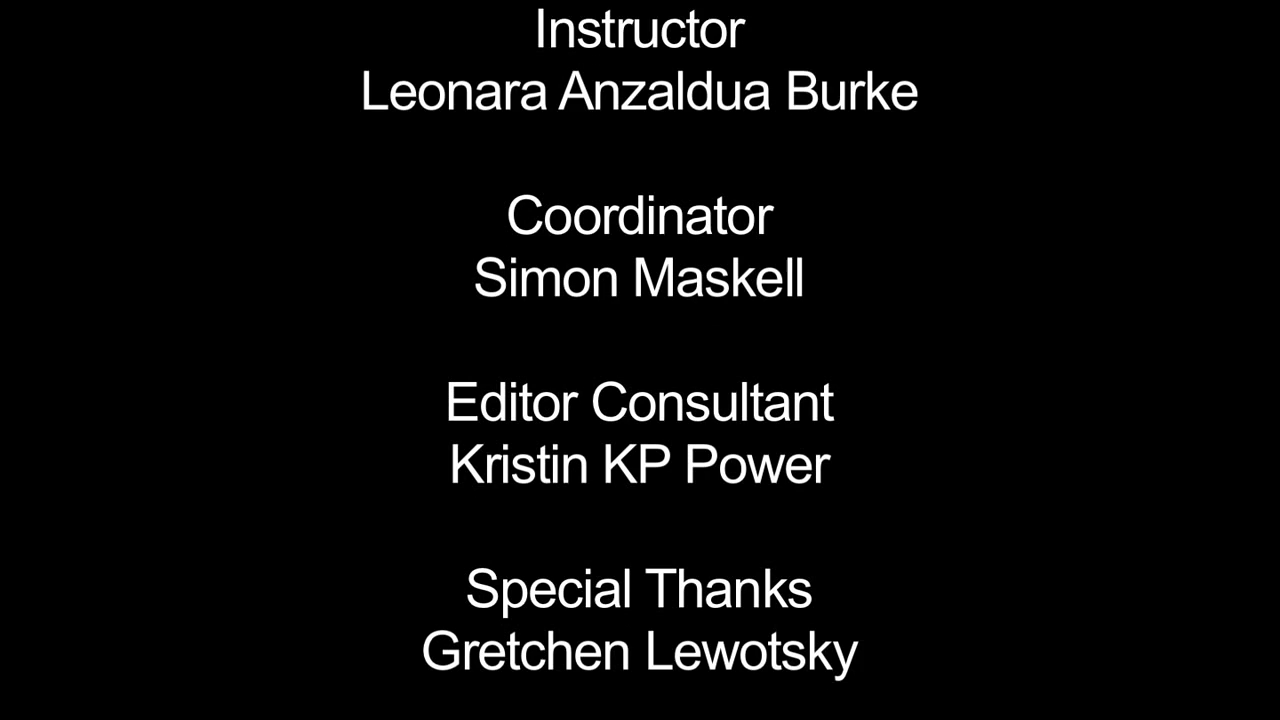 Instructor
Leonara Anzaldua Burke
Coordinator
Simon Maskell
Editor Consultant
Kristin KP Power
Special Thanks
Gretchen Lewotsky